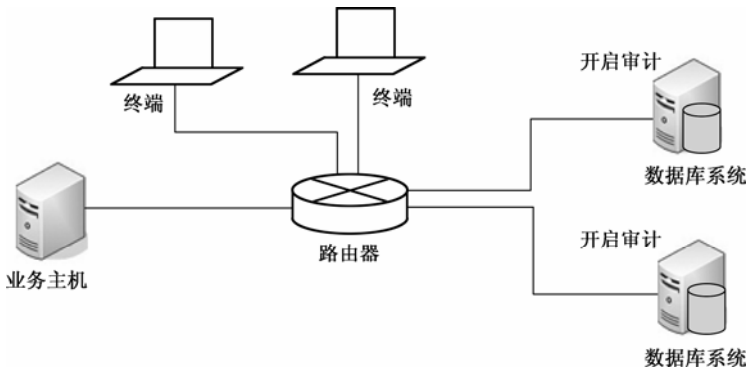 终端
终端
开启审计
数据库系统
业务主机
路由器
开启审计
数据库系统